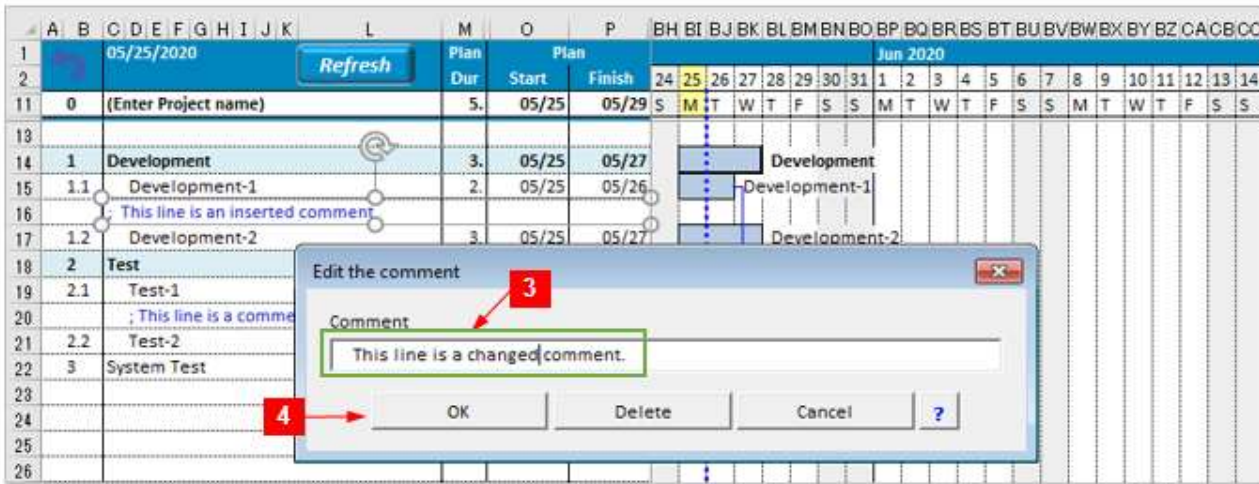 A B C D E F G H I J K L M O P BH BI BJ BK BL BM BN BO BP BQ BR BS BT BU BV BW BX BY BZ CA CB CC
1 05/25/2020 Refresh Plan Plan Jun 2020
2 Dur Start Finish 24 25 26 27 28 29 30 31 1 2 3 4 5 6 7 8 9 10 11 12 13 14
11 0 (Enter Project name) 5. 05/25 05/29 S M T W T F S S M T W T F S S M T W T F S S
13
14 1 Development 3. 05/25 05/27 Development
15 1.1 Development-1 2. 05/25 05/26 Development-1
16 ; This line is an inserted comment
17 1.2 Development-2 3. 05/25 05/27 Development-2
18 2 Test
19 2.1 Test-1
20 ; This line is a comme
21 2.2 Test-2
22 3 System Test
23
24
25
26
Edit the comment
3
Comment
This line is a changed comment.
4
OK Delete Cancel ?